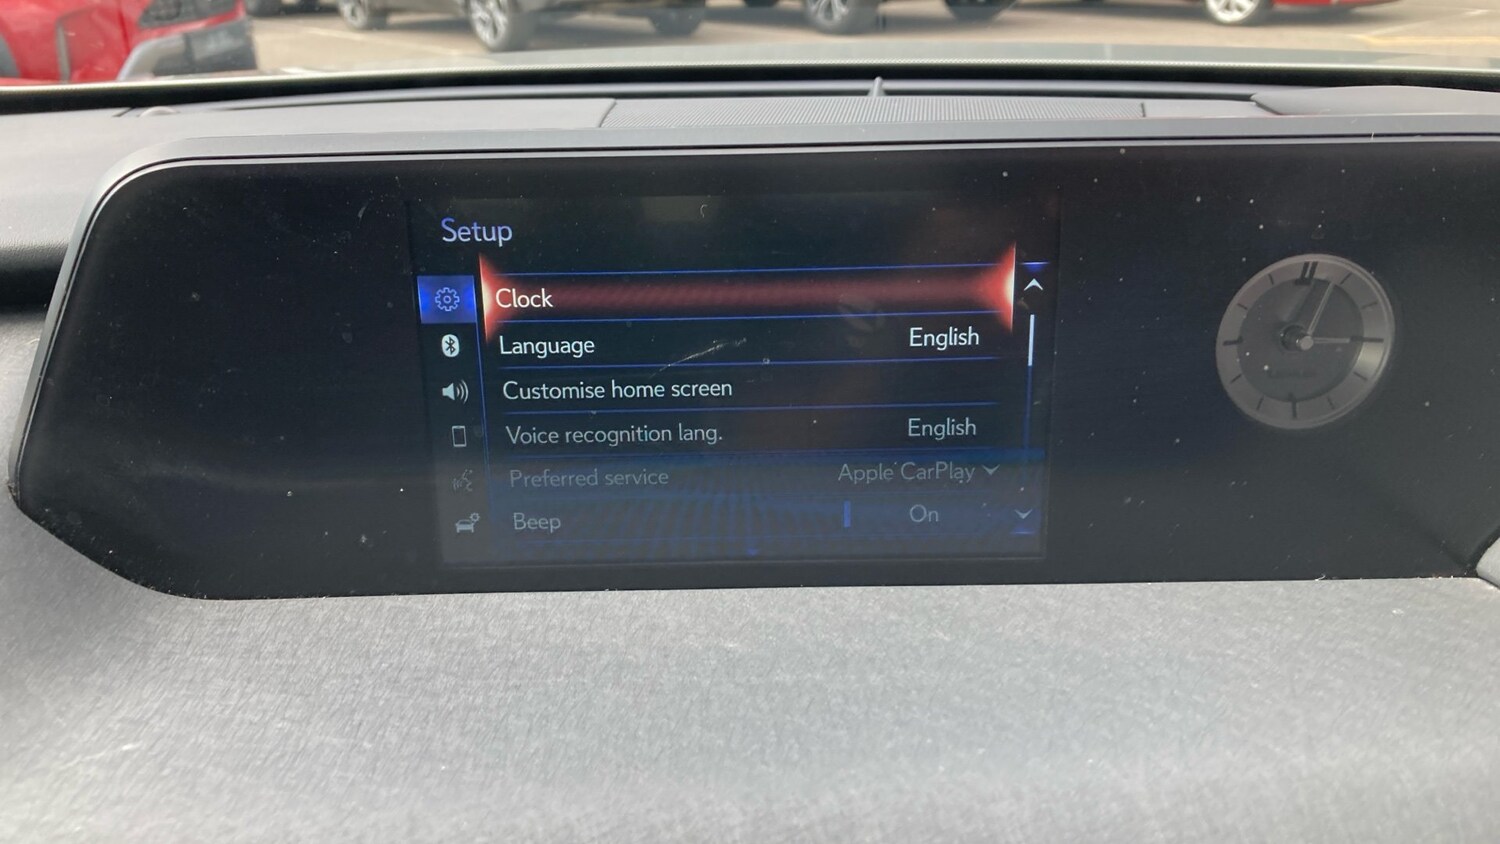 Setup
Clock
Language English
Customise home screen
Voice recognition lang. English
Preferred service Apple CarPlay
Beep On